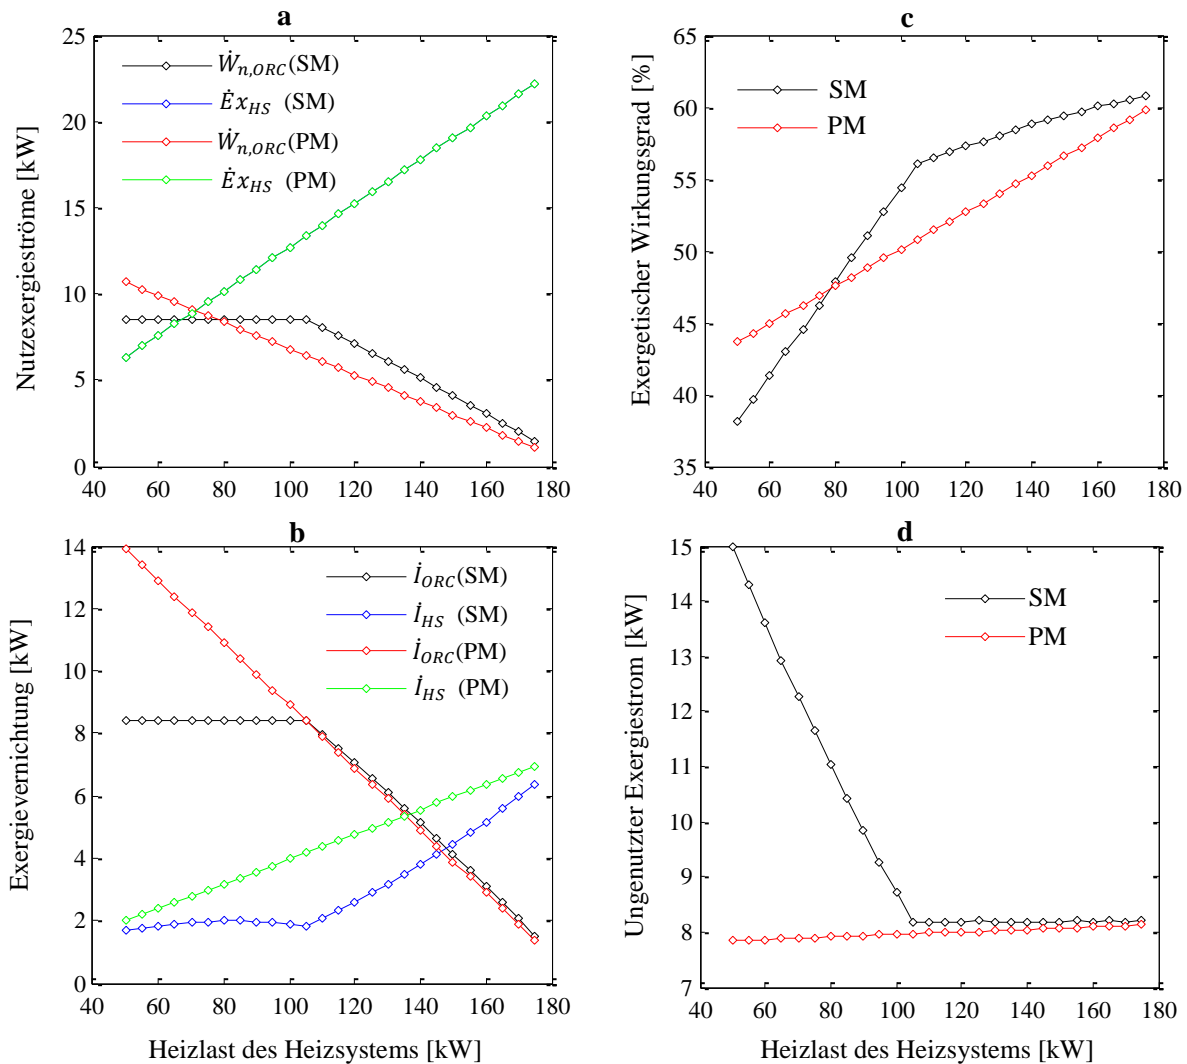 a
Nutzexergieströme [kW]
25
20
15
10
5
0
40 60 80 100 120 140 160 180
Ẇn,ORC(SM)
ĖxHS (SM)
Ẇn,ORC(PM)
ĖxHS (PM)
c
Exergetischer Wirkungsgrad [%]
65
60
55
50
45
40
35
40 60 80 100 120 140 160 180
SM
PM
b
Exergievernichtung [kW]
14
12
10
8
6
4
2
0
40 60 80 100 120 140 160 180
İORC(SM)
İHS (SM)
İORC(PM)
İHS (PM)
Heizlast des Heizsystems [kW]
d
Ungenutzter Exergiestrom [kW]
15
14
13
12
11
10
9
8
7
40 60 80 100 120 140 160 180
SM
PM
Heizlast des Heizsystems [kW]